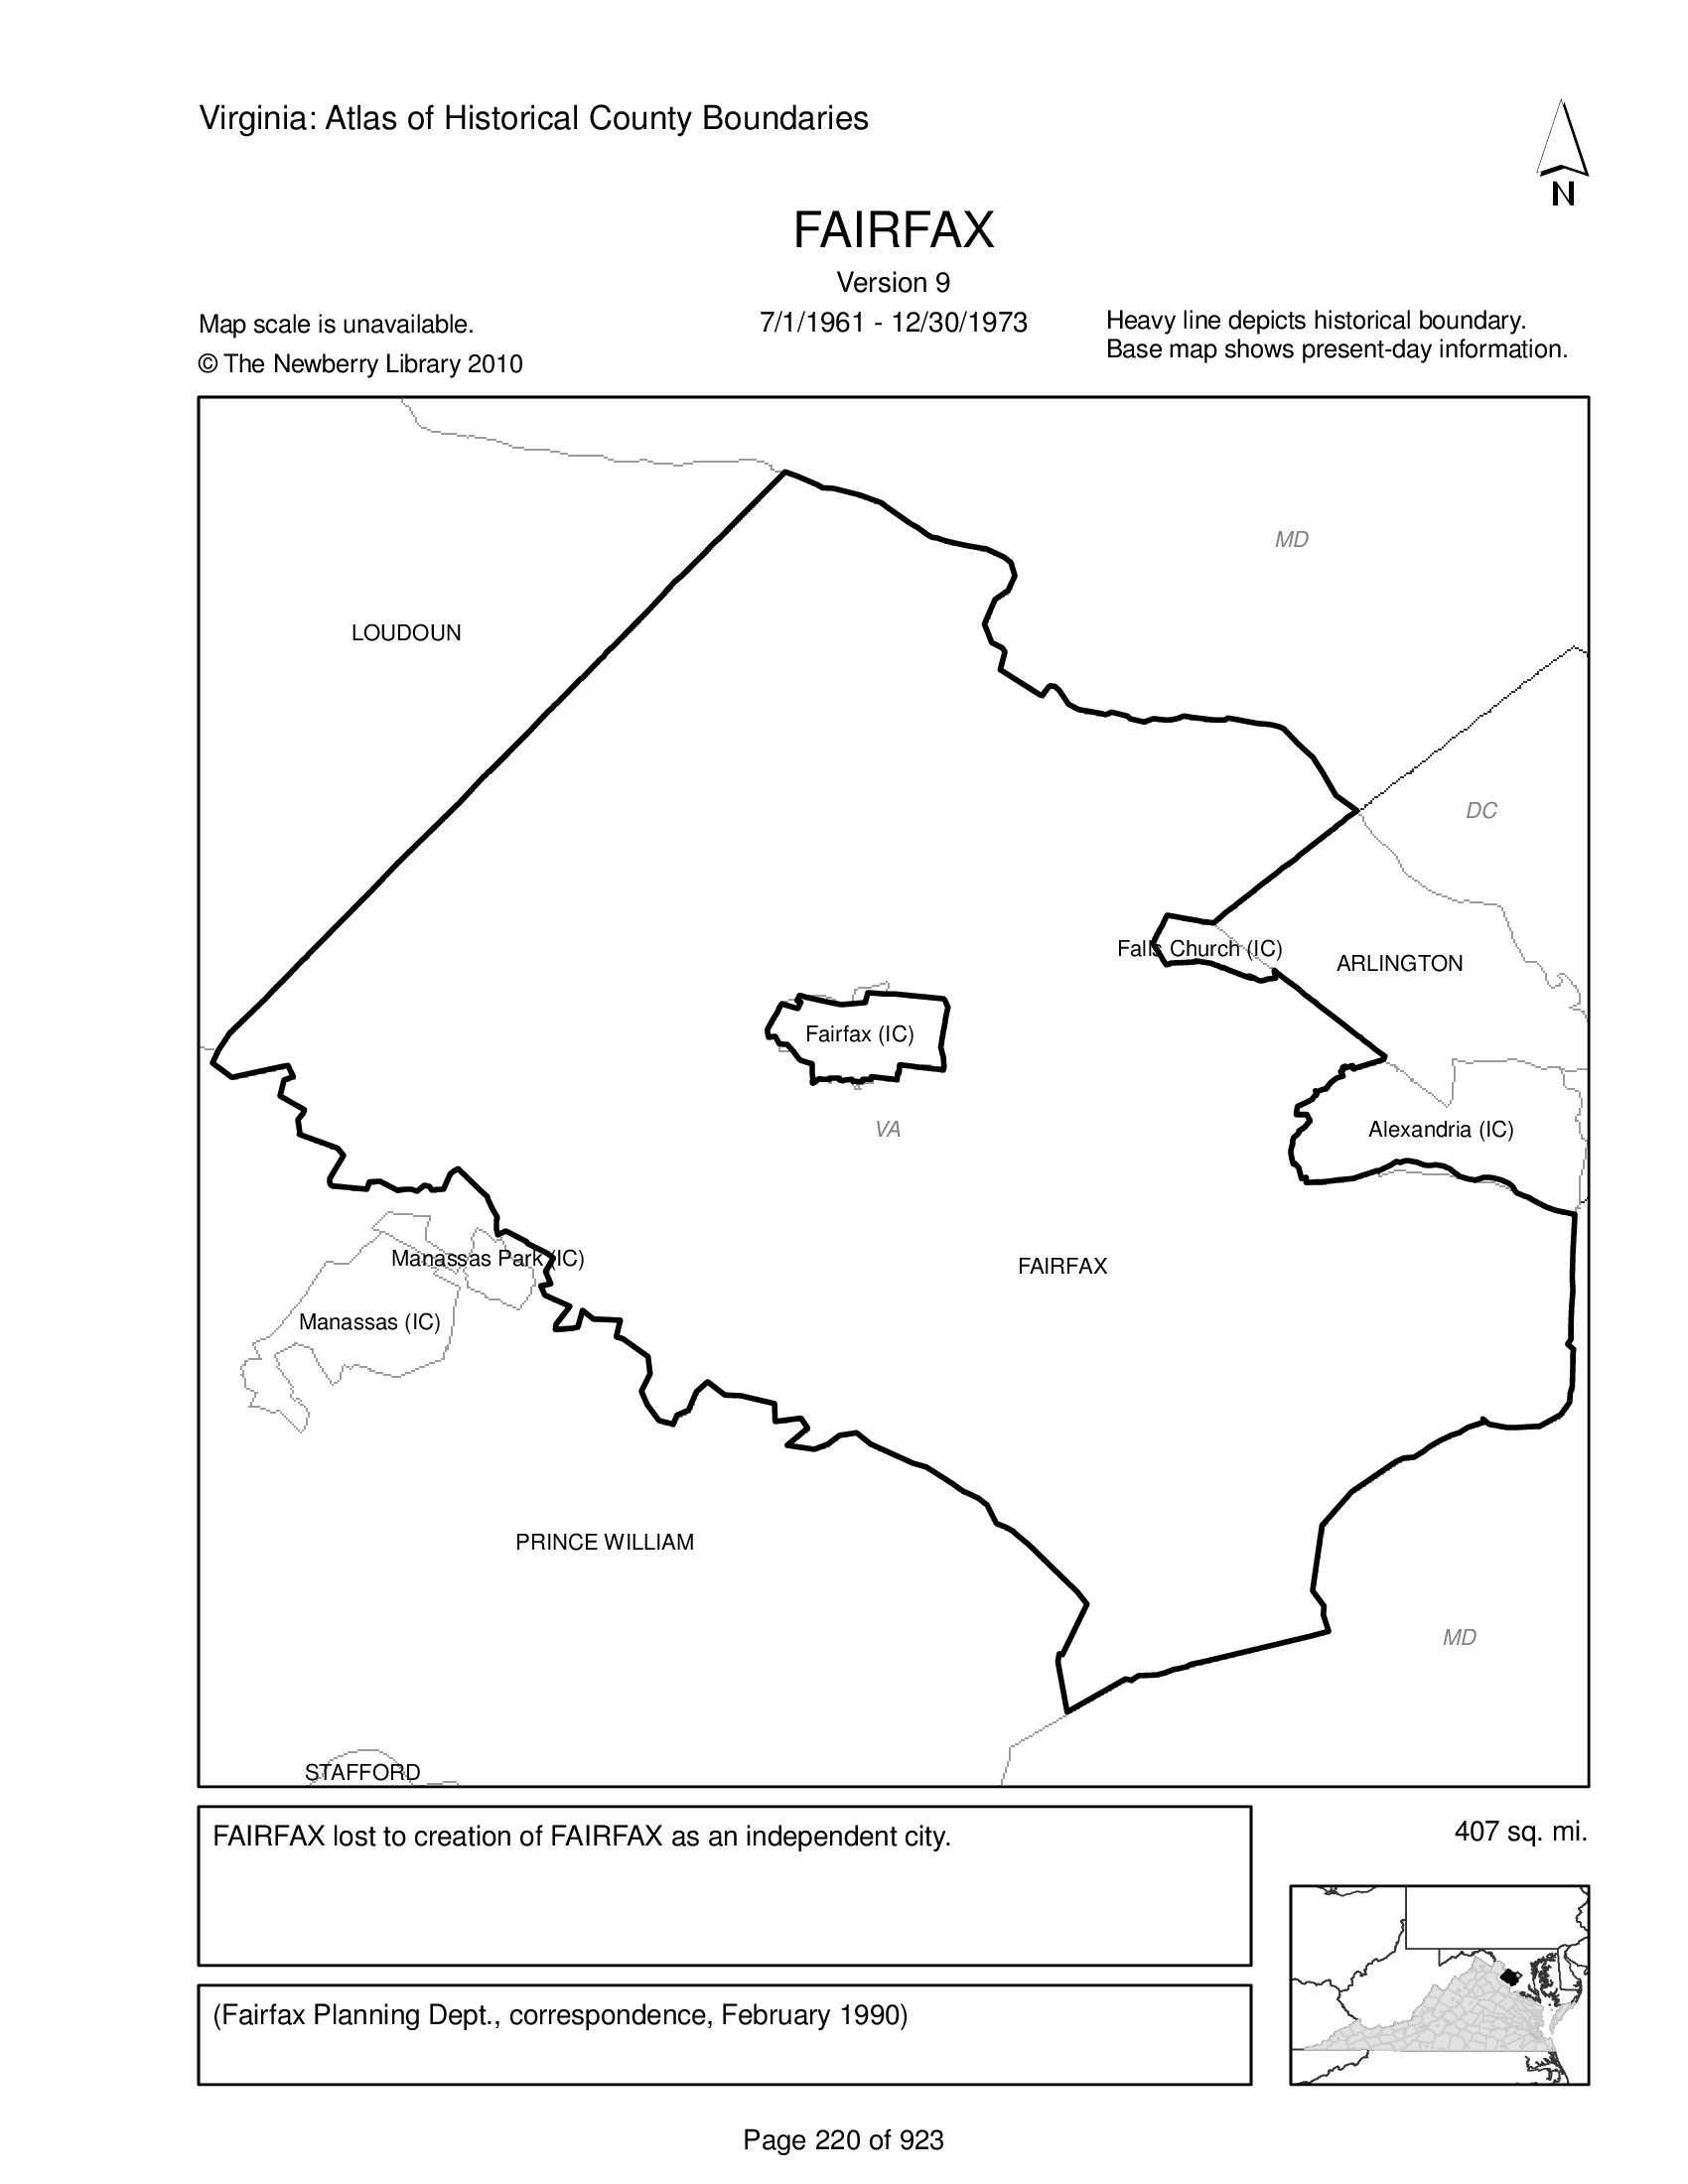 Virginia: Atlas of Historical County Boundaries
N
FAIRFAX
Version 9
7/1/1961 - 12/30/1973
Map scale is unavailable.
© The Newberry Library 2010
Heavy line depicts historical boundary.
Base map shows present-day information.
MD
LOUDOUN
DC
Falls Church (IC)
ARLINGTON
Fairfax (IC)
VA
Alexandria (IC)
Manassas Park (IC)
FAIRFAX
Manassas (IC)
PRINCE WILLIAM
MD
STAFFORD
FAIRFAX lost to creation of FAIRFAX as an independent city.
407 sq. mi.
(Fairfax Planning Dept., correspondence, February 1990)
Page 220 of 923